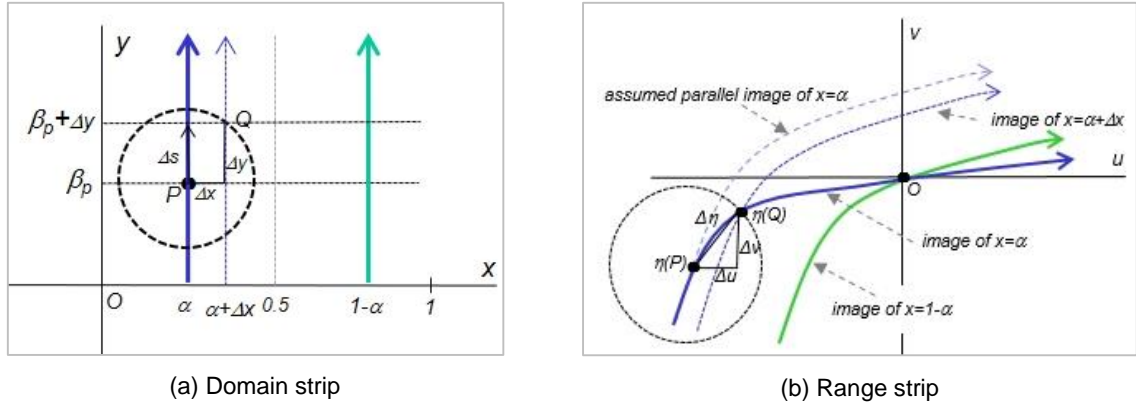 y
β_p+Δy
Q
Δs
Δy
β_p
P
Δx
x
O
α
α+Δx
0.5
1-α
1
(a) Domain strip
v
assumed parallel image of x=α
image of x=α+Δx
u
O
Δη
η(Q)
Δv
image of x=α
η(P)
Δu
image of x=1-α
(b) Range strip